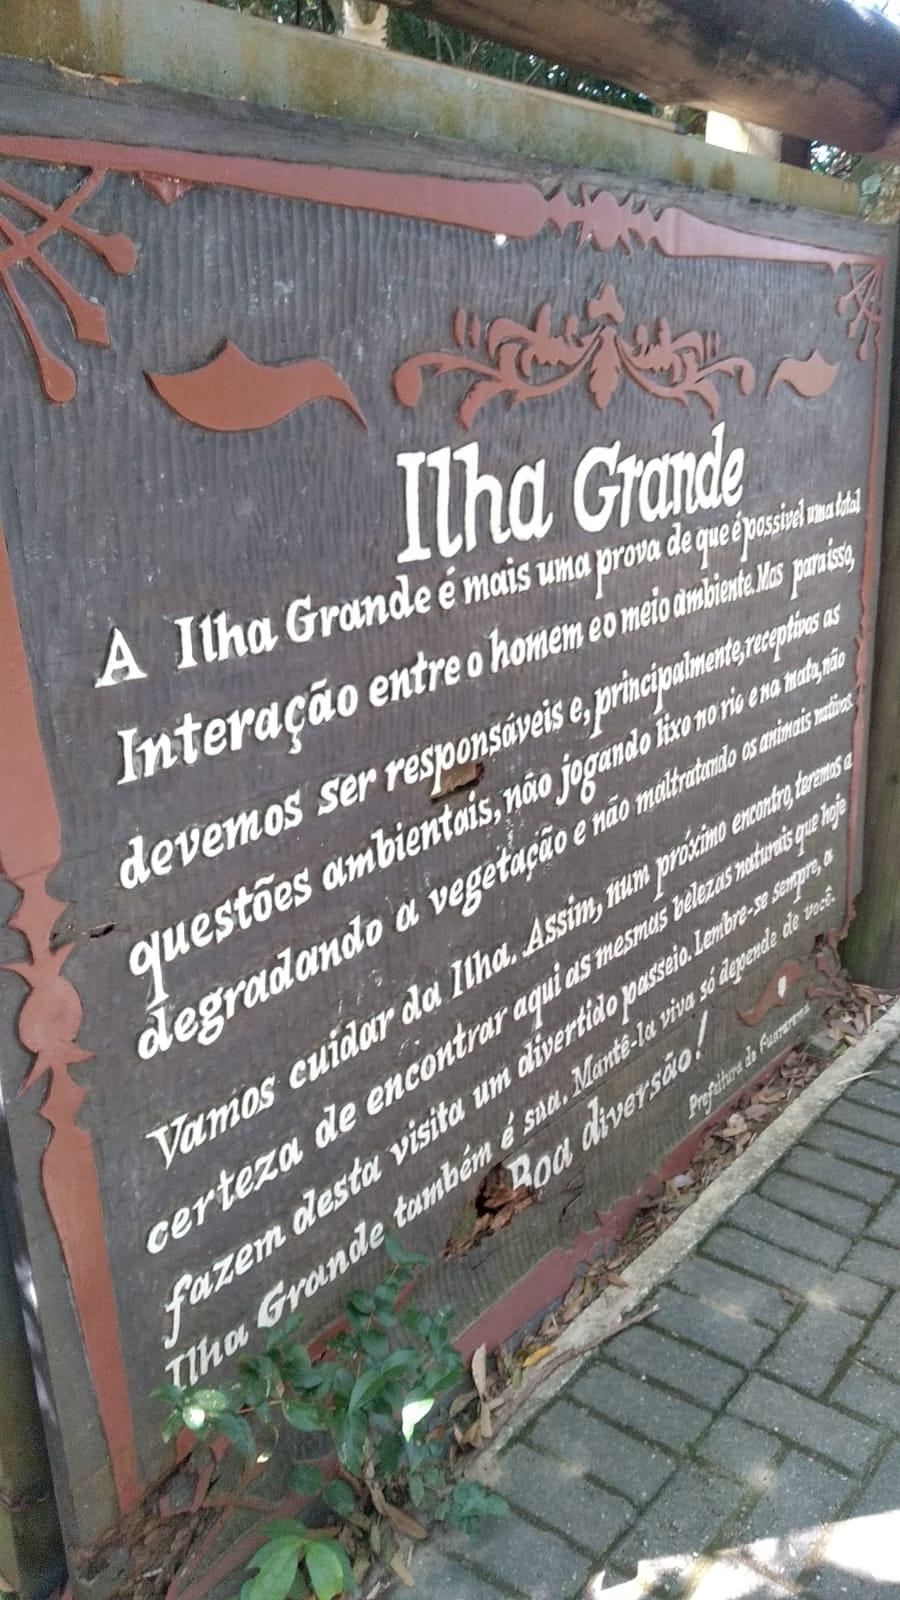 Ilha Grande
A Ilha Grande é mais uma prova de que é possivel uma total
Interação entre o homem e o meio ambiente. Mas para isso,
devemos ser responsáveis e, principalmente, receptivos as
questões ambientais, não jogando lixo no rio e na mata, não
degradando a vegetação e não maltratando os animais nativos.
Vamos cuidar da Ilha. Assim, num próximo encontro, teremos a
certeza de encontrar aqui as mesmas belezas naturais que hoje
fazem desta visita um divertido passeio. Lembre-se sempre, a
Ilha Grande também é sua. Mantê-la viva só depende de você.
Boa diversão!
Prefeitura de Guararema